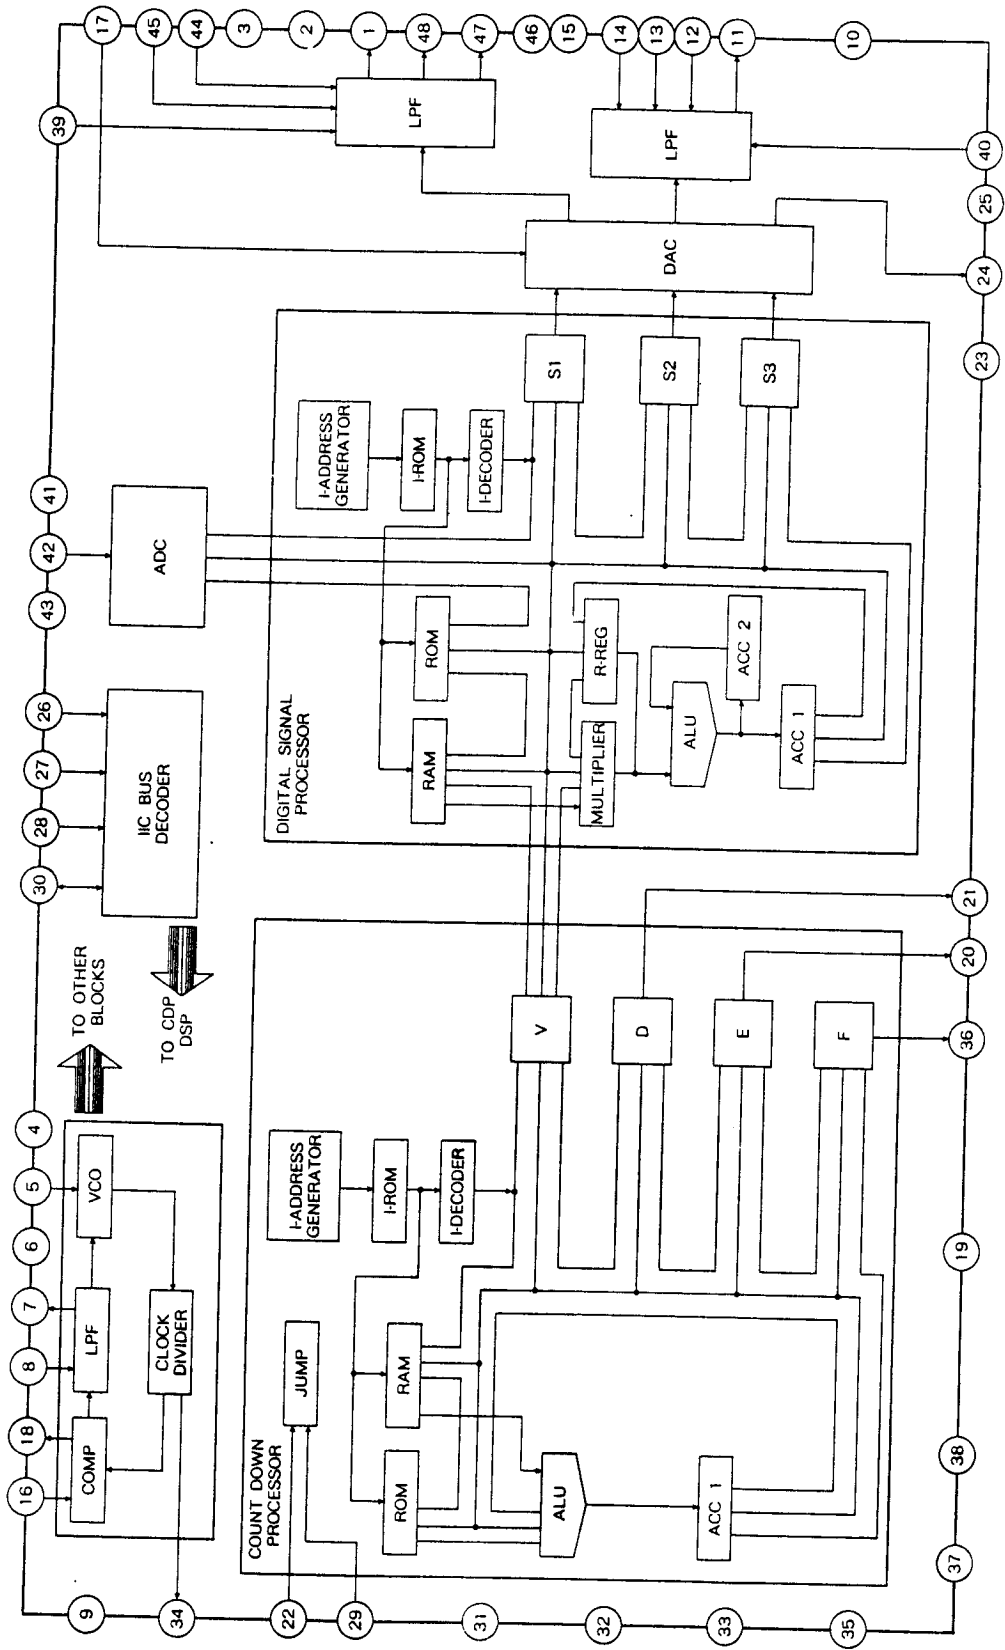 16
18
8
7
6
5
4
30
28
27
26
43
42
41
39
9
34
22
29
31
32
33
35
17
45
44
3
2
1
48
47
46
15
14
13
12
11
10
37
38
19
36
20
21
23
24
25
40
COMP
LPF
VCO
CLOCK
DIVIDER
TO OTHER
BLOCKS
TO CDP
DSP
IIC BUS
DECODER
ADC
LPF
LPF
DAC
COUNT DOWN
PROCESSOR
JUMP
I-ADDRESS
GENERATOR
I-ROM
I-DECODER
ROM
RAM
ALU
ACC 1
V
D
E
F
DIGITAL SIGNAL
PROCESSOR
I-ADDRESS
GENERATOR
I-ROM
I-DECODER
RAM
ROM
MULTIPLIER
R-REG
ALU
ACC 2
ACC 1
S1
S2
S3